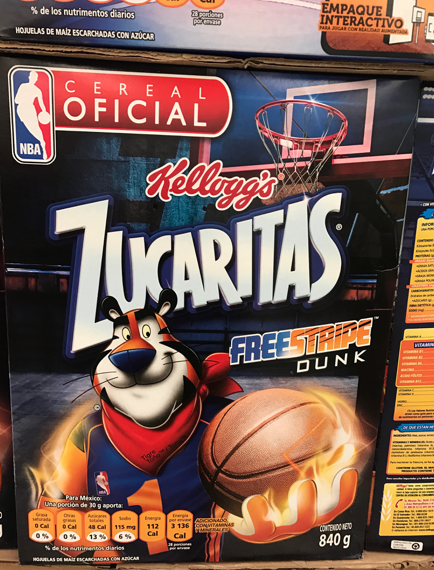 % de los nutrimentos diarios
28 porciones
por envase
HOJUELAS DE MAÍZ ESCARCHADAS CON AZÚCAR
EMPAQUE
INTERACTIVO
PARA JUGAR CON REALIDAD AUMENTADA
CEREAL
OFICIAL
NBA
Kellogg's
ZUCARITAS®
FREESTRIPE™
DUNK
Para México:
Una porción de 30 g aporta:
Grasa
saturada
0 Cal
0 %
Otras
grasas
0 Cal
0 %
Azúcares
totales
48 Cal
13 %
Sodio
115 mg
6 %
Energía
112
Cal
Energía
por envase
3 136
Cal
28 porciones
por envase
% de los nutrimentos diarios
ADICIONADO
CON VITAMINAS
Y MINERALES
HOJUELAS DE MAÍZ ESCARCHADAS CON AZÚCAR
CONTENIDO NETO
840 g